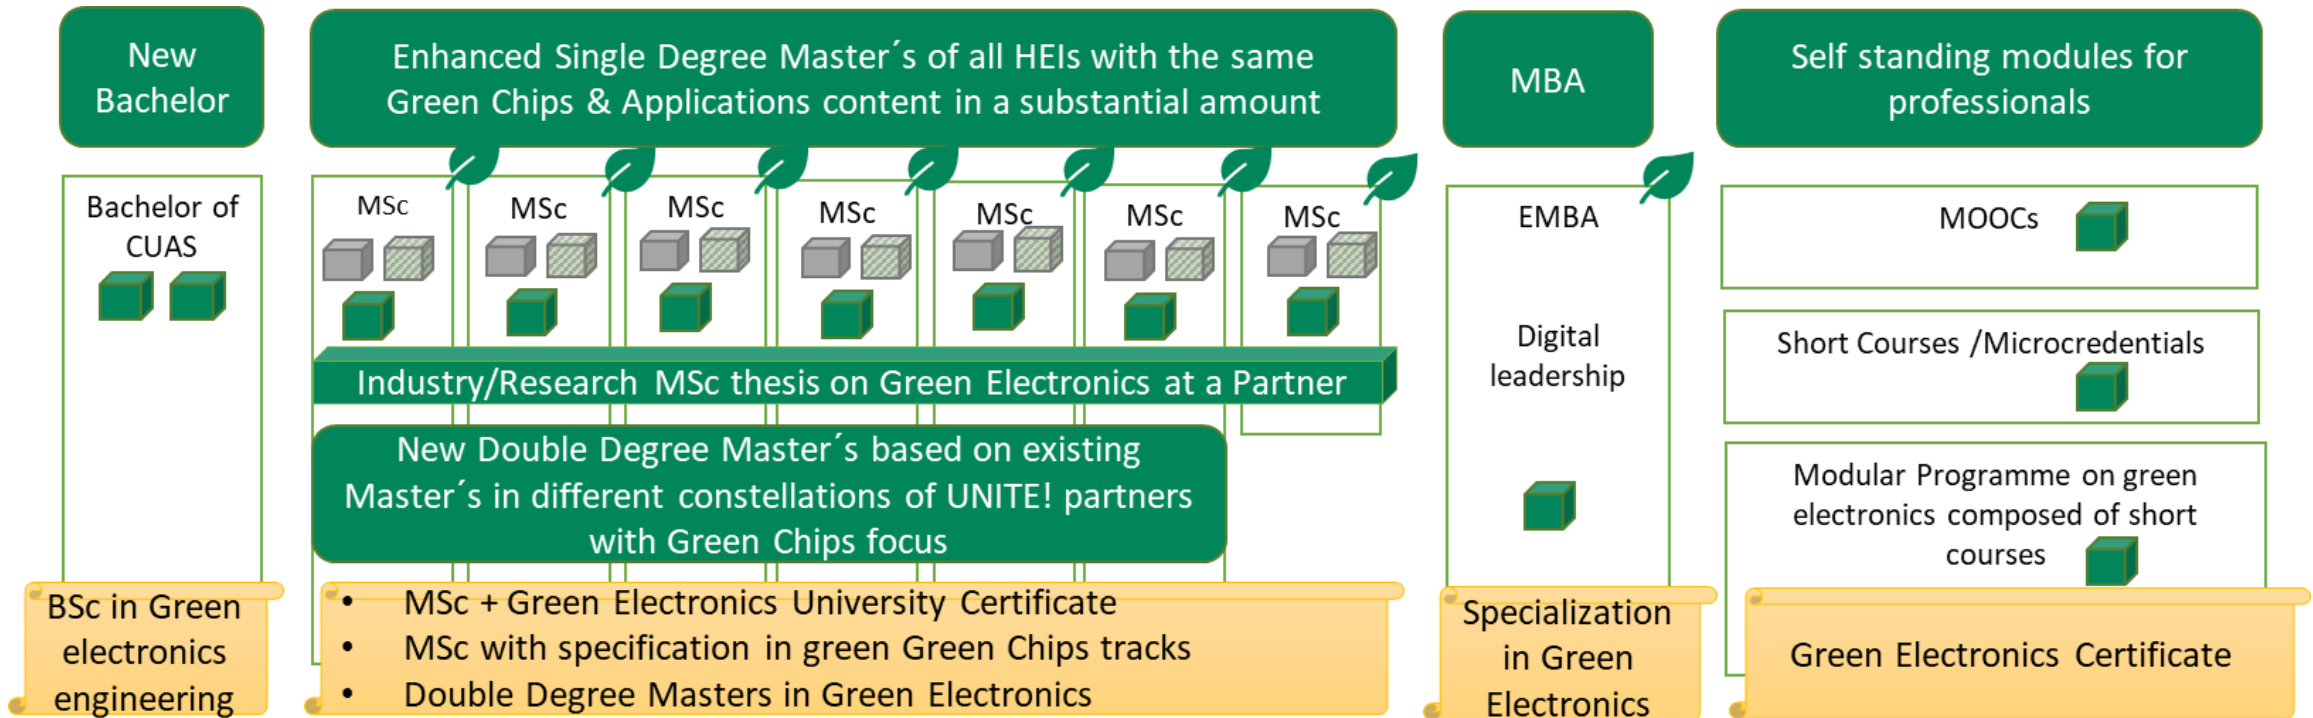 New
Bachelor
Enhanced Single Degree Master´s of all HEIs with the same
Green Chips & Applications content in a substantial amount
MBA
Self standing modules for
professionals
Bachelor of
CUAS
MSc
MSc
MSc
MSc
MSc
MSc
MSc
EMBA
Digital
leadership
MOOCs
Short Courses /Microcredentials
Modular Programme on green
electronics composed of short
courses
Industry/Research MSc thesis on Green Electronics at a Partner
New Double Degree Master´s based on existing
Master´s in different constellations of UNITE! partners
with Green Chips focus
BSc in Green
electronics
engineering
• MSc + Green Electronics University Certificate
• MSc with specification in green Green Chips tracks
• Double Degree Masters in Green Electronics
Specialization
in Green
Electronics
Green Electronics Certificate